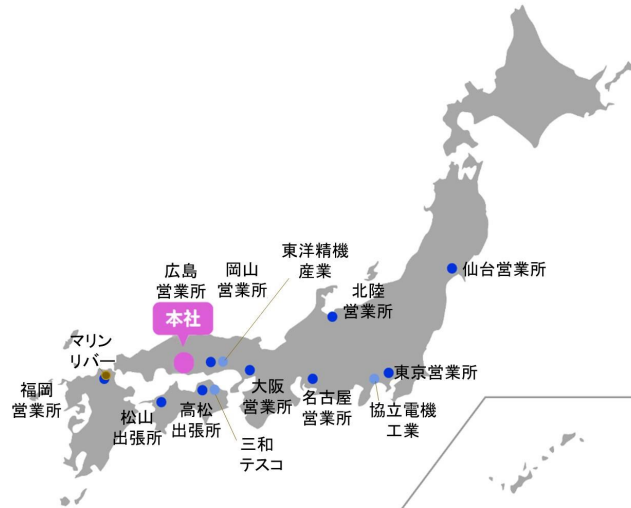 東洋精機
産業
広島
営業所
岡山
営業所
仙台営業所
北陸
営業所
本社
マリン
リバー
東京営業所
福岡
営業所
大阪
営業所
名古屋
営業所
松山
出張所
高松
出張所
協立電機
工業
三和
テスコ